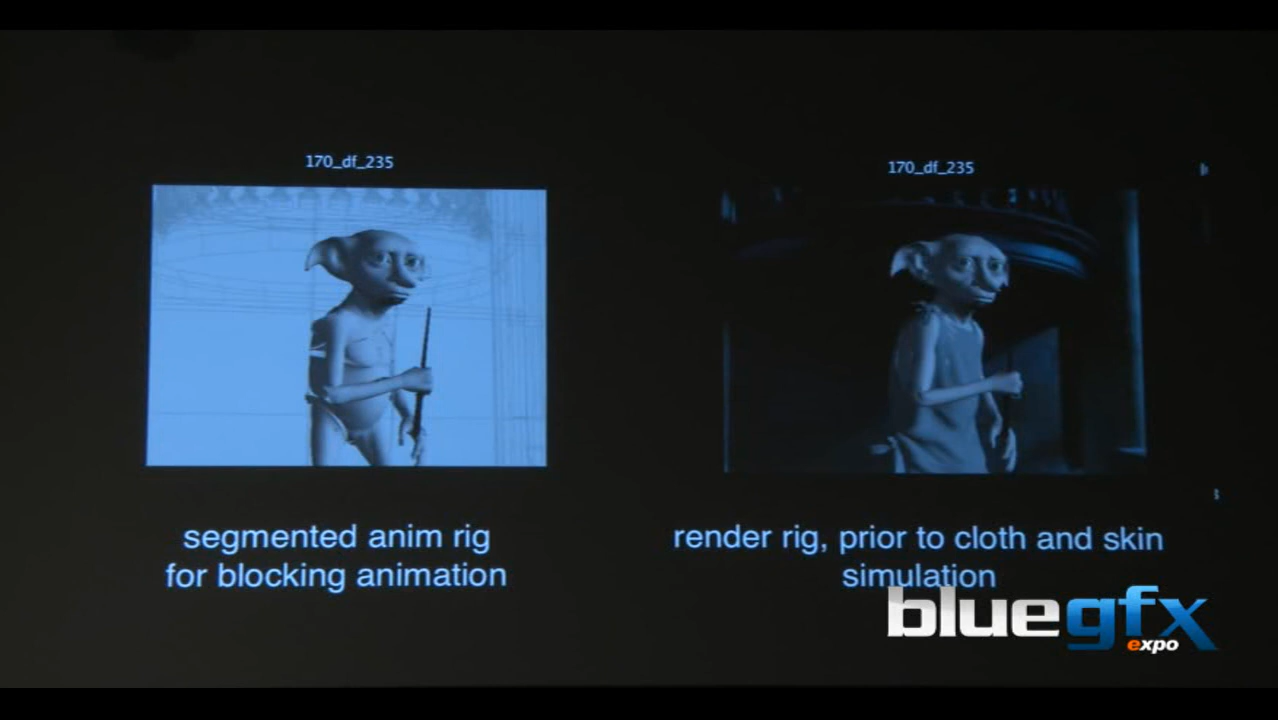 170_df_235
170_df_235
segmented anim rig
for blocking animation
render rig, prior to cloth and skin
simulation
bluegfx
expo